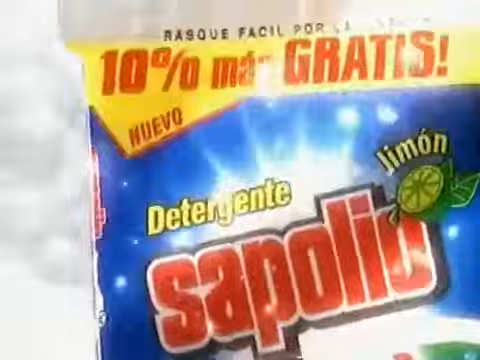 RASQUE FACIL POR LA
10% más GRATIS!
NUEVO
limón
Detergente
sapolio